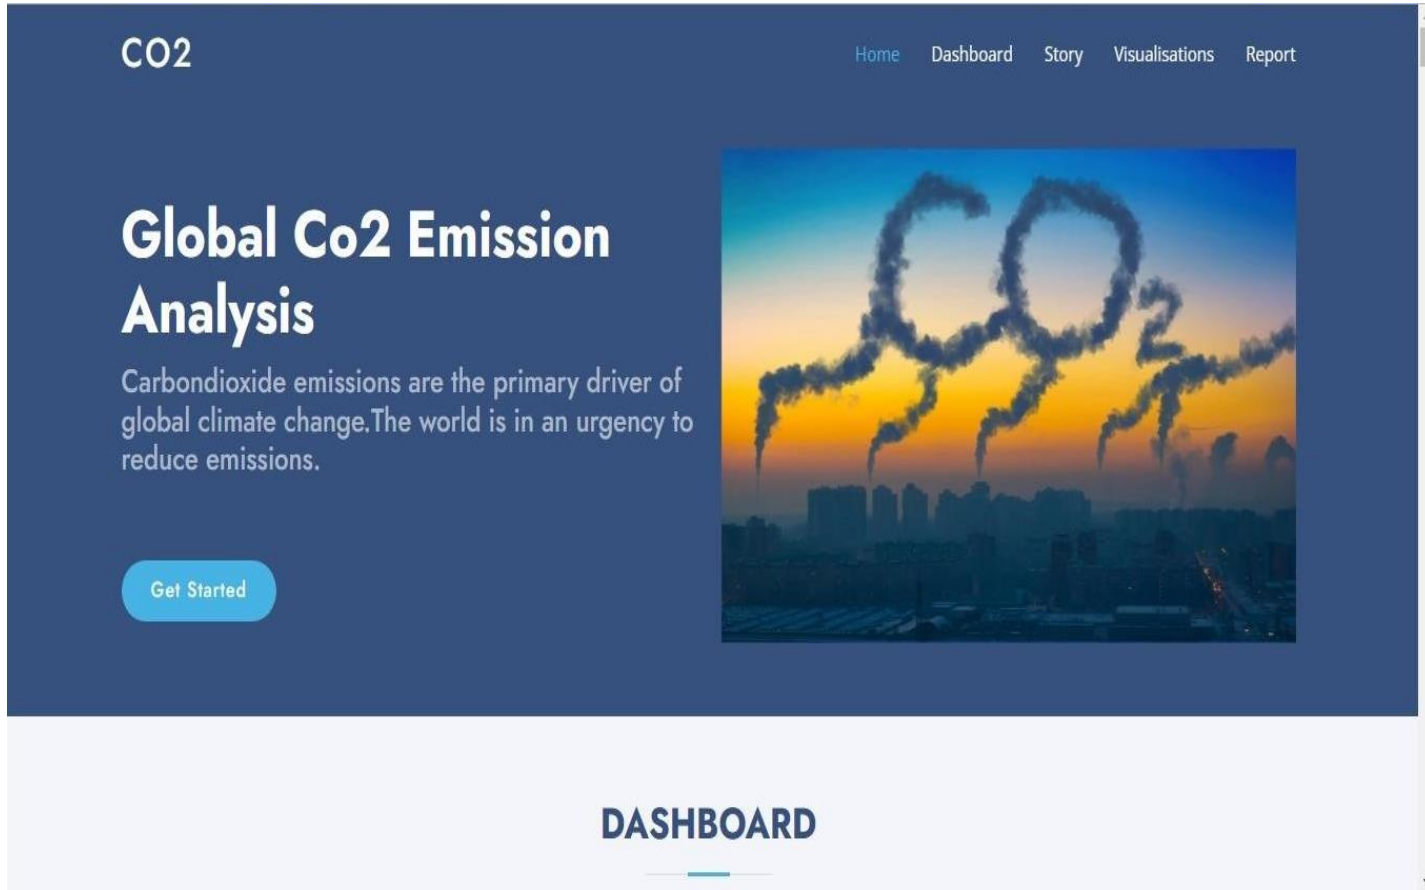 CO2
Home Dashboard Story Visualisations Report
Global Co2 Emission
Analysis
Carbondioxide emissions are the primary driver of
global climate change.The world is in an urgency to
reduce emissions.
CO2
Get Started
DASHBOARD